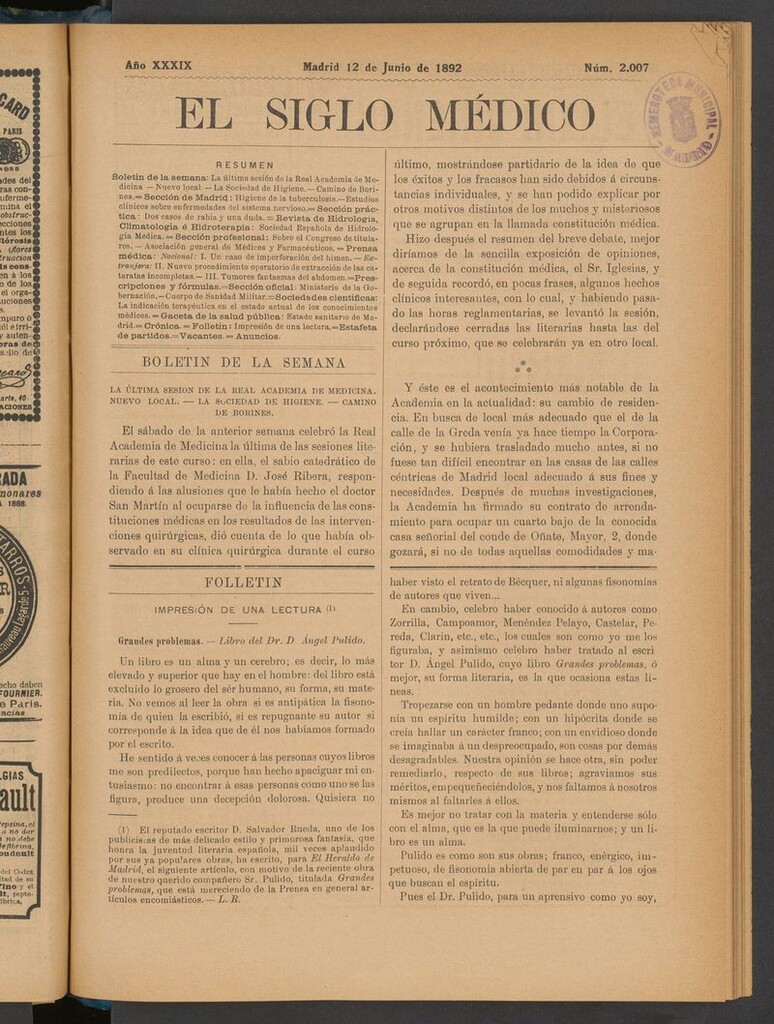 Año XXXIX
Madrid 12 de Junio de 1892
Núm. 2.007
EL SIGLO MÉDICO
HEMEROTECA MUNICIPAL
MADRID
RESUMEN
Boletín de la semana: La última sesión de la Real Academia de Me-
dicina — Nuevo local. — La Sociedad de Higiene. — Camino de Bori-
nes.= Sección de Madrid: Higiene de la tuberculosis.—Estudios
clínicos sobre enfermedades del sistema nervioso.= Sección prác-
tica: Dos casos de rabia y una duda. = Revista de Hidrología,
Climatología é Hidroterapia: Sociedad Española de Hidrolo-
gía Médica. = Sección profesional: Sobre el Congreso de titula-
res. — Asociación general de Médicos y Farmacéuticos. = Prensa
médica: Nacional: I. Un caso de imperforación del himen. — Ex-
tranjera: II. Nuevo procedimiento operatorio de extracción de las ca-
taratas incompletas. — III. Tumores fantasmas del abdomen.=Pres-
cripciones y fórmulas.=Sección oficial: Ministerio de la Go-
bernación.—Cuerpo de Sanidad Militar.=Sociedades científicas:
La indicación terapéutica en el estado actual de los conocimientos
médicos.= Gaceta de la salud pública: Estado sanitario de Ma-
drid.= Crónica. = Folletín: Impresión de una lectura.=Estafeta
de partidos.=Vacantes. = Anuncios.
BOLETIN DE LA SEMANA
LA ÚLTIMA SESION DE LA REAL ACADEMIA DE MEDICINA.
NUEVO LOCAL. — LA SOCIEDAD DE HIGIENE. — CAMINO
DE BORINES.
El sábado de la anterior semana celebró la Real
Academia de Medicina la última de las sesiones lite-
rarias de este curso: en ella, el sabio catedrático de
la Facultad de Medicina D. José Ribera, respon-
diendo á las alusiones que le había hecho el doctor
San Martín al ocuparse de la influencia de las cons-
tituciones médicas en los resultados de las interven-
ciones quirúrgicas, dió cuenta de lo que había ob-
servado en su clínica quirúrgica durante el curso
último, mostrándose partidario de la idea de que
los éxitos y los fracasos han sido debidos á circuns-
tancias individuales, y se han podido explicar por
otros motivos distintos de los muchos y misteriosos
que se agrupan en la llamada constitución médica.
Hizo después el resumen del breve debate, mejor
diríamos de la sencilla exposición de opiniones,
acerca de la constitución médica, el Sr. Iglesias, y
de seguida recordó, en pocas frases, algunos hechos
clínicos interesantes, con lo cual, y habiendo pasa-
do las horas reglamentarias, se levantó la sesión,
declarándose cerradas las literarias hasta las del
curso próximo, que se celebrarán ya en otro local.
* * *
Y éste es el acontecimiento más notable de la
Academia en la actualidad: su cambio de residen-
cia. En busca de local más adecuado que el de la
calle de la Greda venía ya hace tiempo la Corpora-
ción, y se hubiera trasladado mucho antes, si no
fuese tan difícil encontrar en las casas de las calles
céntricas de Madrid local adecuado á sus fines y
necesidades. Después de muchas investigaciones,
la Academia ha firmado su contrato de arrenda-
miento para ocupar un cuarto bajo de la conocida
casa señorial del conde de Oñate, Mayor, 2, donde
gozará, si no de todas aquellas comodidades y ma-
FOLLETIN
IMPRESIÓN DE UNA LECTURA (1)
Grandes problemas. — Libro del Dr. D Ángel Pulido.
Un libro es un alma y un cerebro; es decir, lo más
elevado y superior que hay en el hombre: del libro está
excluido lo grosero del sér humano, su forma, su mate-
ria. No vemos al leer la obra si es antipática la fisono-
mía de quien la escribió, si es repugnante su autor si
corresponde á la idea que de él nos habíamos formado
por el escrito.
He sentido á veces conocer á las personas cuyos libros
me son predilectos, porque han hecho apaciguar mi en-
tusiasmo: no encontrar á esas personas como uno se las
figura, produce una decepción dolorosa. Quisiera no
(1) El reputado escritor D. Salvador Rueda, uno de los
publicistas de más delicado estilo y primorosa fantasía, que
honra la juventud literaria española, mil veces aplaudido
por sus ya populares obras, ha escrito, para El Heraldo de
Madrid, el siguiente artículo, con motivo de la reciente obra
de nuestro querido compañero Sr. Pulido, titulada Grandes
problemas, que está mereciendo de la Prensa en general ar-
tículos encomiásticos. — L. R.
haber visto el retrato de Bécquer, ni algunas fisonomías
de autores que viven...
En cambio, celebro haber conocido á autores como
Zorrilla, Campoamor, Menéndez Pelayo, Castelar, Pe-
reda, Clarín, etc., etc., los cuales son como yo me los
figuraba, y asimismo celebro haber tratado al escri
tor D. Ángel Pulido, cuyo libro Grandes problemas, ó
mejor, su forma literaria, es la que ocasiona estas lí-
neas.
Tropezarse con un hombre pedante donde uno supo-
nía un espíritu humilde; con un hipócrita donde se
creía hallar un carácter franco; con un envidioso donde
se imaginaba á un despreocupado, son cosas por demás
desagradables. Nuestra opinión se hace otra, sin poder
remediarlo, respecto de sus libros; agraviamos sus
méritos, empequeñeciéndolos, y nos faltamos á nosotros
mismos al faltarles á ellos.
Es mejor no tratar con la materia y entenderse sólo
con el alma, que es la que puede iluminarnos; y un li-
bro es un alma.
Pulido es como son sus obras; franco, enérgico, im-
petuoso, de fisonomía abierta de par en par á los ojos
que buscan el espíritu.
Pues el Dr. Pulido, para un aprensivo como yo soy,